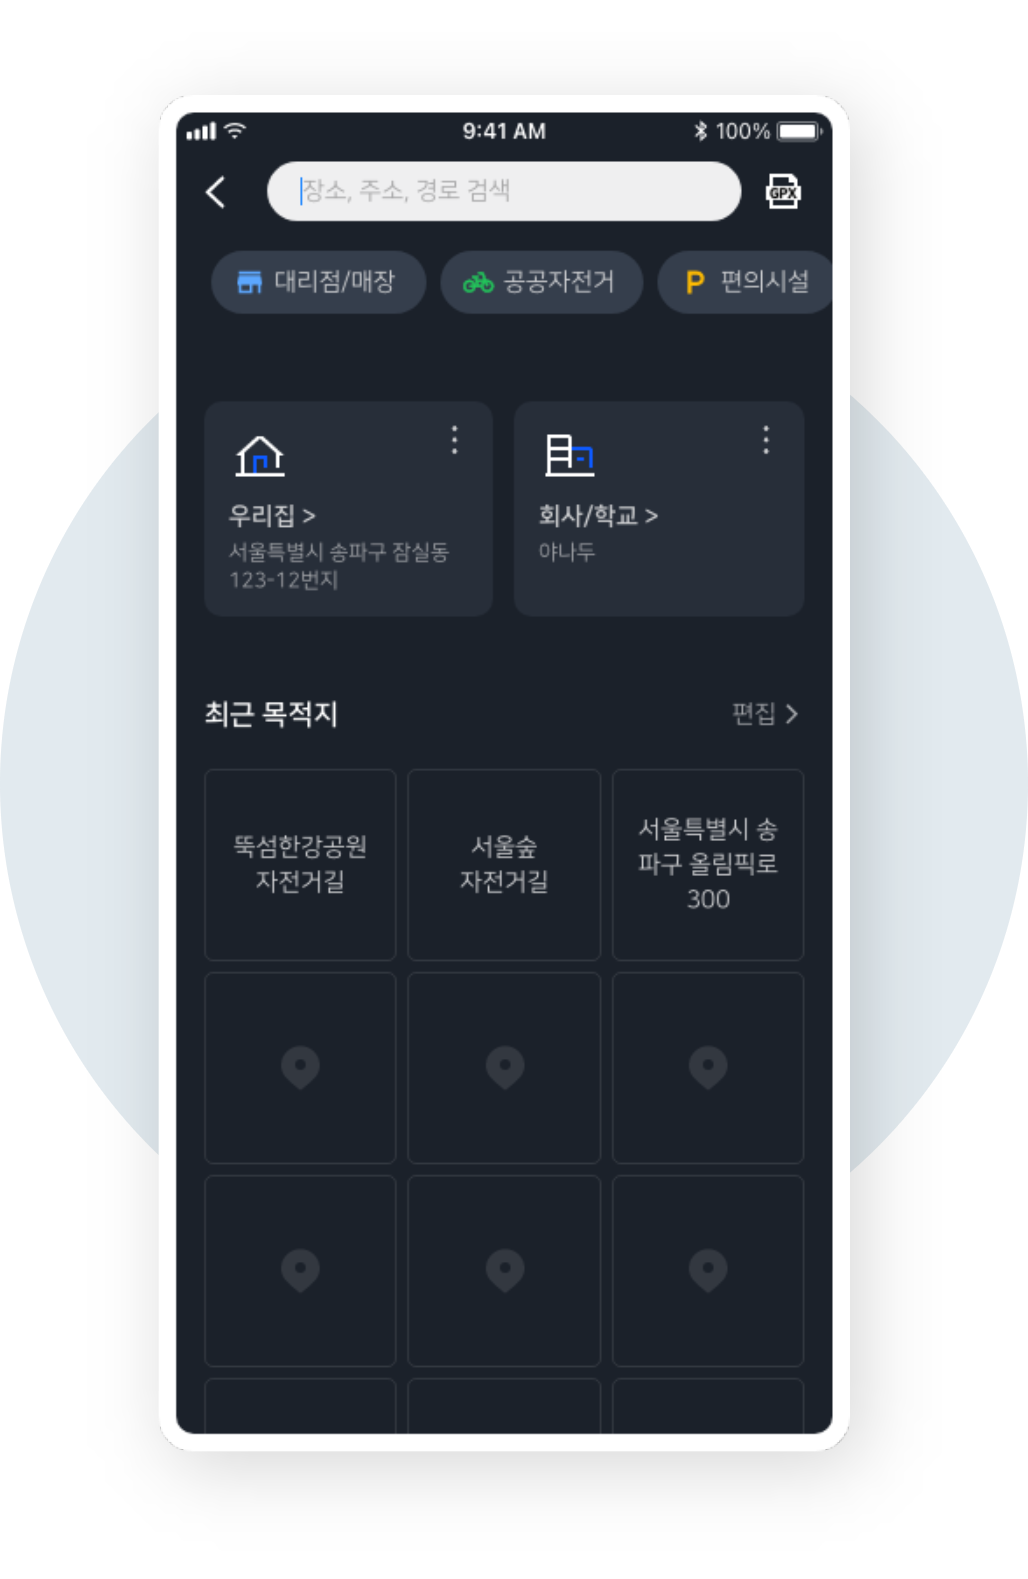 9:41 AM
100%
장소, 주소, 경로 검색
GPX
대리점/매장
공공자전거
P 편의시설
우리집 >
서울특별시 송파구 잠실동
123-12번지
회사/학교 >
야나두
최근 목적지
편집 >
뚝섬한강공원
자전거길
서울숲
자전거길
서울특별시 송
파구 올림픽로
300